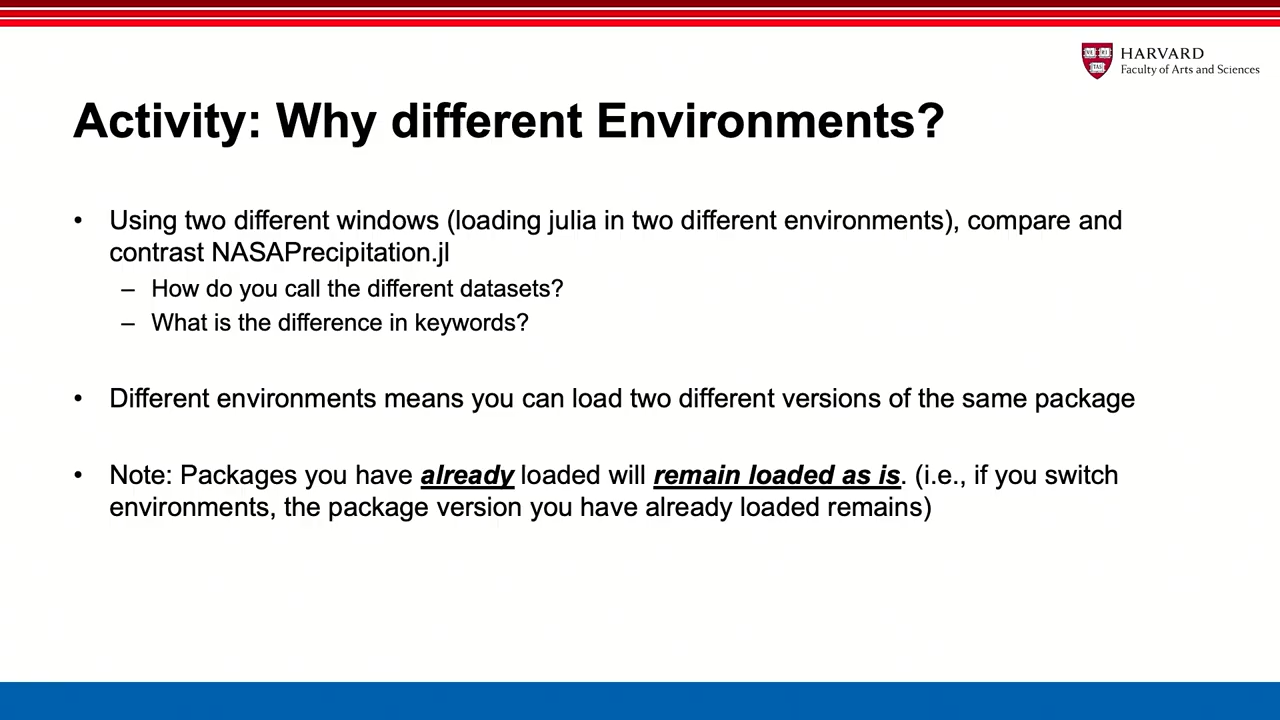 HARVARD
Faculty of Arts and Sciences
Activity: Why different Environments?
• Using two different windows (loading julia in two different environments), compare and
contrast NASAPrecipitation.jl
– How do you call the different datasets?
– What is the difference in keywords?
• Different environments means you can load two different versions of the same package
• Note: Packages you have already loaded will remain loaded as is. (i.e., if you switch
environments, the package version you have already loaded remains)